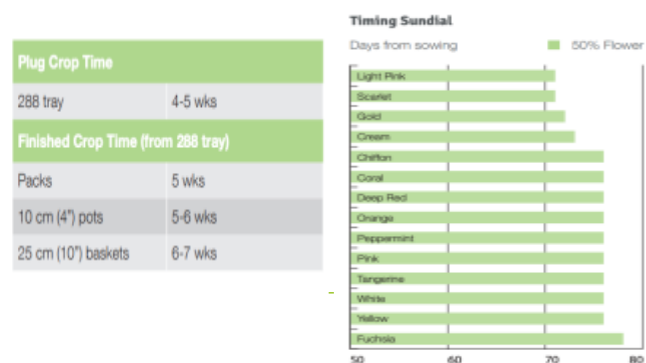 Plug Crop Time
288 tray 4-5 wks
Finished Crop Time (from 288 tray)
Packs 5 wks
10 cm (4") pots 5-6 wks
25 cm (10") baskets 6-7 wks
Timing Sundial
Days from sowing 50% Flower
Light Pink
Scarlet
Gold
Cream
Chiffon
Coral
Deep Red
Orange
Peppermint
Pink
Tangerine
White
Yellow
Fuchsia
50 60 70 80